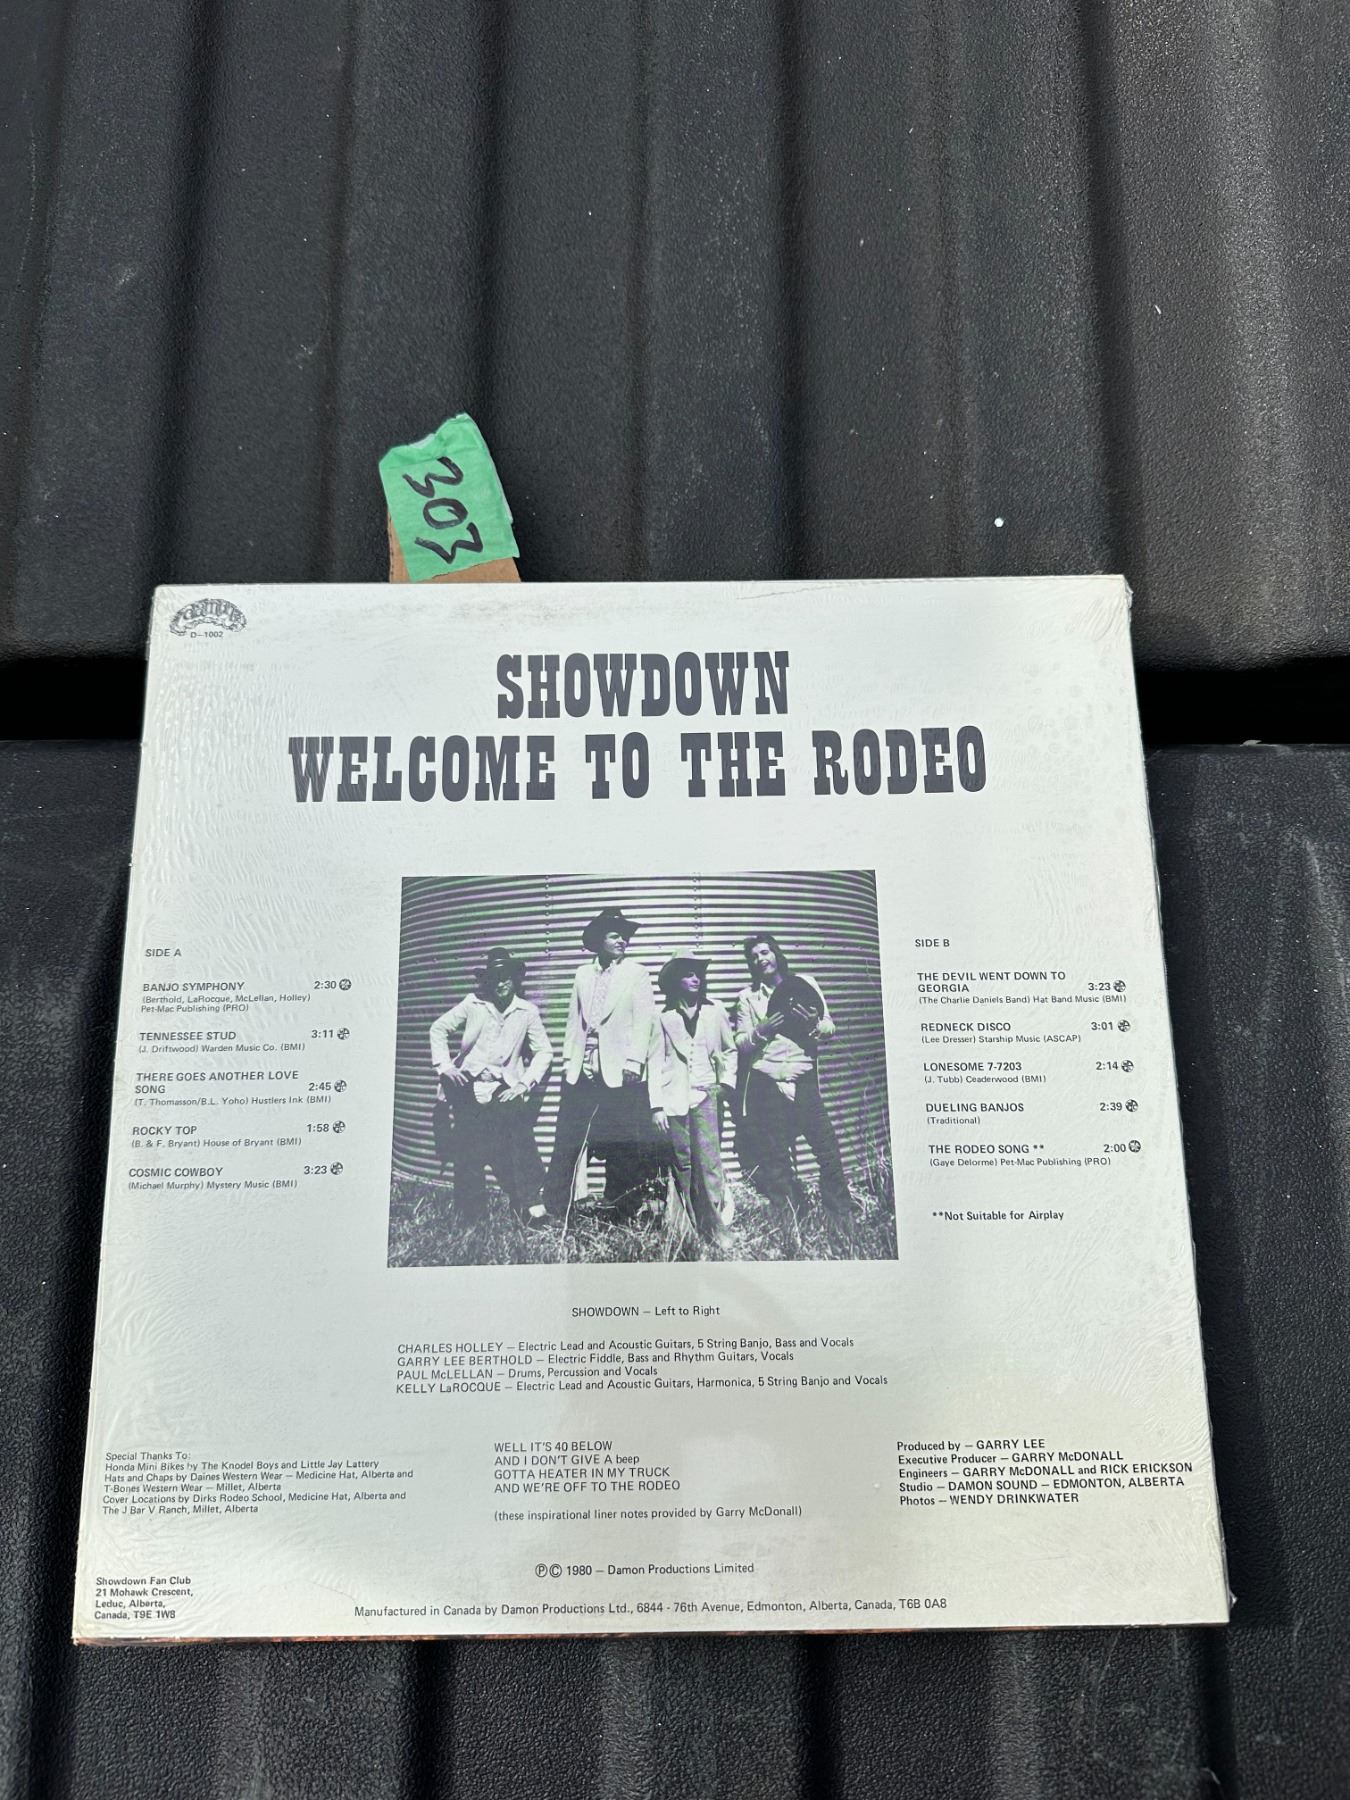 303
Damon
D-1002
SHOWDOWN
WELCOME TO THE RODEO
SIDE A
BANJO SYMPHONY 2:30
(Berthold, LaRocque, McLellan, Holley)
Pet-Mac Publishing (PRO)
TENNESSEE STUD 3:11
(J. Driftwood) Warden Music Co. (BMI)
THERE GOES ANOTHER LOVE
SONG 2:45
(T. Thomasson/B.L. Yoho) Hustlers Ink (BMI)
ROCKY TOP 1:58
(B. & F. Bryant) House of Bryant (BMI)
COSMIC COWBOY 3:23
(Michael Murphy) Mystery Music (BMI)
SIDE B
THE DEVIL WENT DOWN TO
GEORGIA 3:23
(The Charlie Daniels Band) Hat Band Music (BMI)
REDNECK DISCO 3:01
(Lee Dresser) Starship Music (ASCAP)
LONESOME 7-7203 2:14
(J. Tubb) Ceaderwood (BMI)
DUELING BANJOS 2:39
(Traditional)
THE RODEO SONG ** 2:00
(Gaye Delorme) Pet-Mac Publishing (PRO)
**Not Suitable for Airplay
SHOWDOWN – Left to Right
CHARLES HOLLEY – Electric Lead and Acoustic Guitars, 5 String Banjo, Bass and Vocals
GARRY LEE BERTHOLD – Electric Fiddle, Bass and Rhythm Guitars, Vocals
PAUL McLELLAN – Drums, Percussion and Vocals
KELLY LaROCQUE – Electric Lead and Acoustic Guitars, Harmonica, 5 String Banjo and Vocals
Special Thanks To:
Honda Mini Bikes by The Knodel Boys and Little Jay Lattery
Hats and Chaps by Daines Western Wear – Medicine Hat, Alberta and
T-Bones Western Wear – Millet, Alberta
Cover Locations by Dirks Rodeo School, Medicine Hat, Alberta and
The J Bar V Ranch, Millet, Alberta
WELL IT'S 40 BELOW
AND I DON'T GIVE A beep
GOTTA HEATER IN MY TRUCK
AND WE'RE OFF TO THE RODEO
(these inspirational liner notes provided by Garry McDonall)
Produced by – GARRY LEE
Executive Producer – GARRY McDONALL
Engineers – GARRY McDONALL and RICK ERICKSON
Studio – DAMON SOUND – EDMONTON, ALBERTA
Photos – WENDY DRINKWATER
Ⓟ© 1980 – Damon Productions Limited
Showdown Fan Club
21 Mohawk Crescent,
Leduc, Alberta,
Canada, T9E 1W8
Manufactured in Canada by Damon Productions Ltd., 6844 - 76th Avenue, Edmonton, Alberta, Canada, T6B 0A8